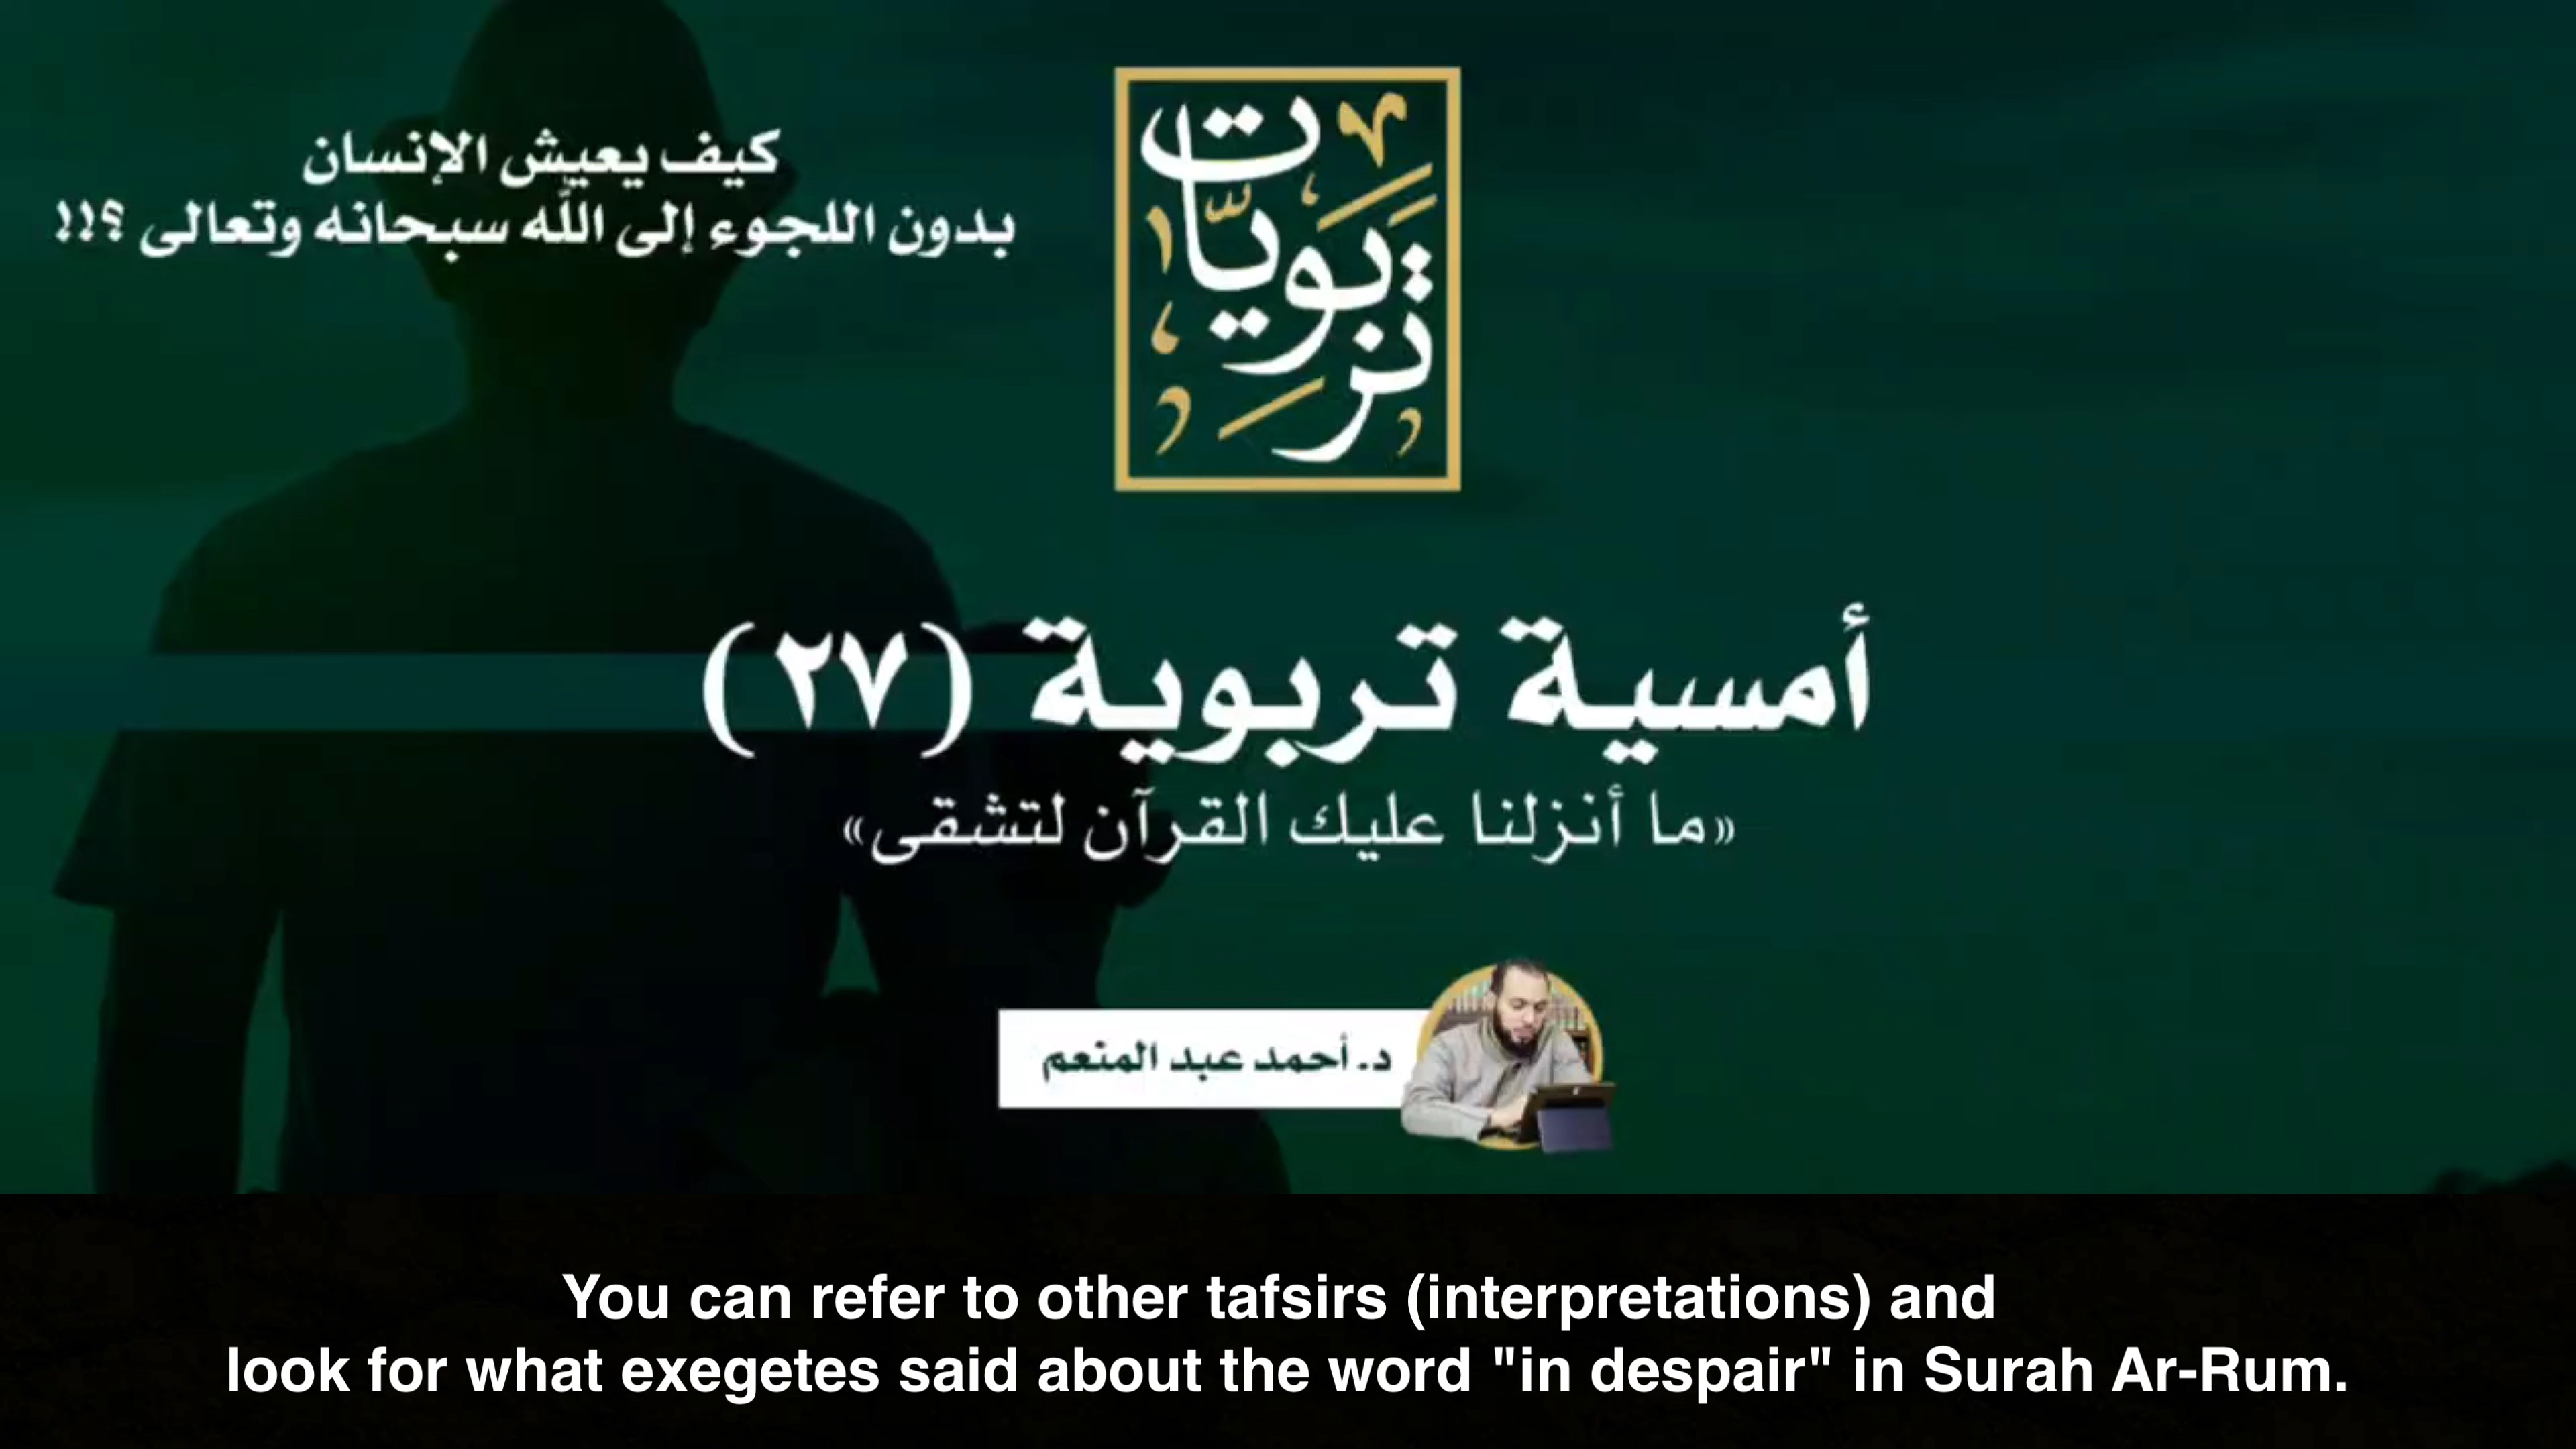 كيف يعيش الإنسان
بدون اللجوء إلى الله سبحانه وتعالى ؟!!
تربويات
أمسية تربوية (٢٧)
«ما أنزلنا عليك القرآن لتشقى»
د. أحمد عبد المنعم
You can refer to other tafsirs (interpretations) and
look for what exegetes said about the word "in despair" in Surah Ar-Rum.